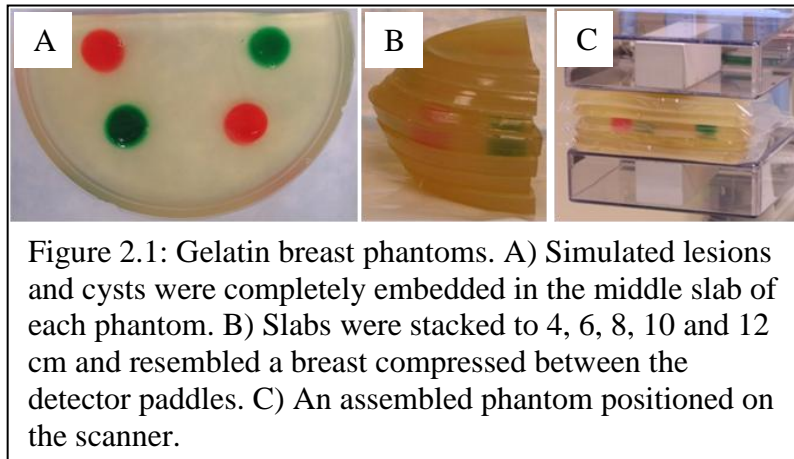 A
B
C
Figure 2.1: Gelatin breast phantoms. A) Simulated lesions
and cysts were completely embedded in the middle slab of
each phantom. B) Slabs were stacked to 4, 6, 8, 10 and 12
cm and resembled a breast compressed between the
detector paddles. C) An assembled phantom positioned on
the scanner.